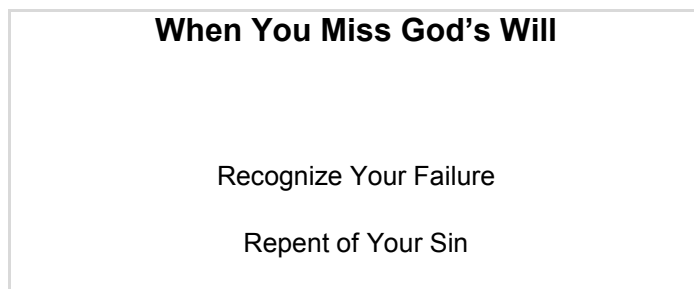 When You Miss God’s Will
Recognize Your Failure
Repent of Your Sin